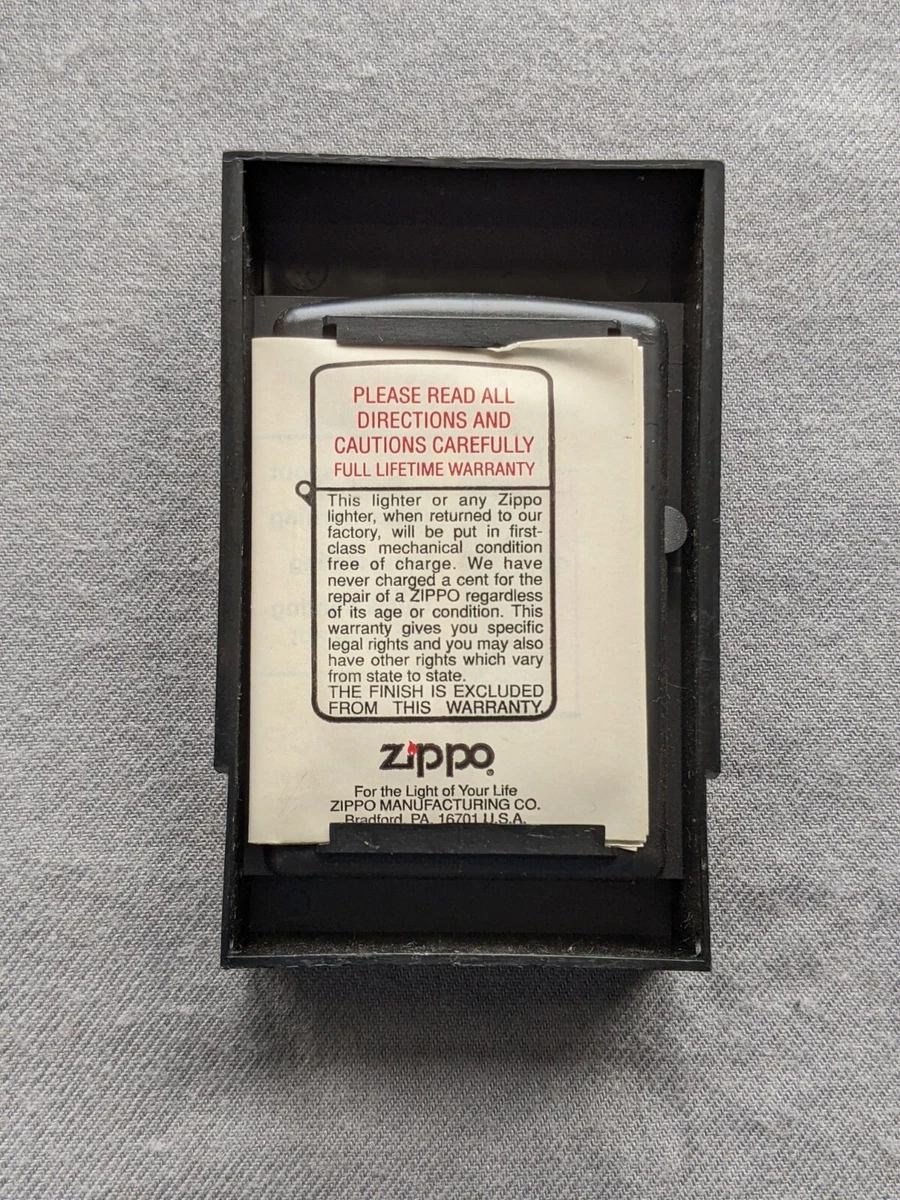 PLEASE READ ALL
DIRECTIONS AND
CAUTIONS CAREFULLY
FULL LIFETIME WARRANTY
This lighter or any Zippo
lighter, when returned to our
factory, will be put in first-
class mechanical condition
free of charge. We have
never charged a cent for the
repair of a ZIPPO regardless
of its age or condition. This
warranty gives you specific
legal rights and you may also
have other rights which vary
from state to state.
THE FINISH IS EXCLUDED
FROM THIS WARRANTY.
zippo®
For the Light of Your Life
ZIPPO MANUFACTURING CO.
Bradford, PA. 16701 U.S.A.